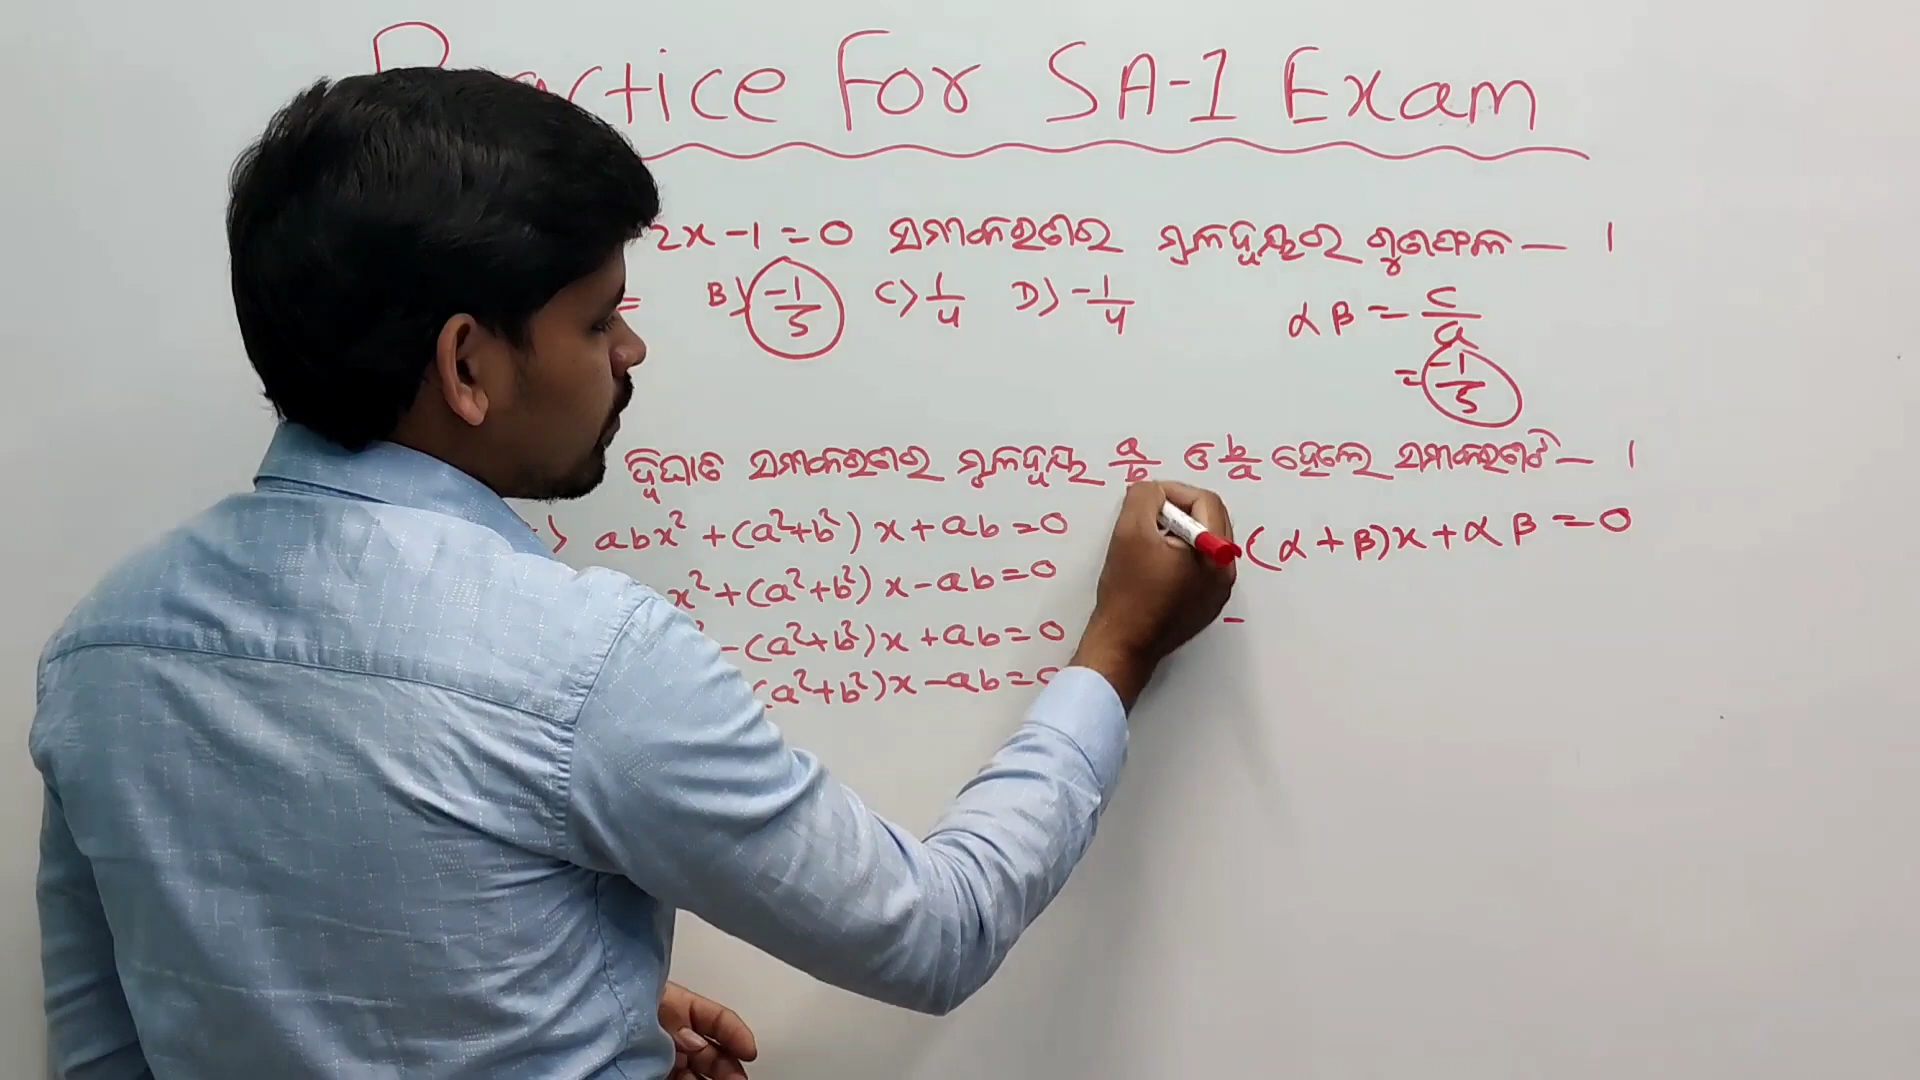 Practice For SA-1 Exam
2x-1=0 ସମୀକରଣର ମୂଳଦ୍ୱୟର ଗୁଣଫଳ — 1
B) -1/5 C) 1/4 D) -1/4
αβ = c/a
= -1/5
ଦ୍ୱିଘାତ ସମୀକରଣର ମୂଳଦ୍ୱୟ a/b ଓ b/a ହେଲେ ସମୀକରଣଟି — 1
abx²+(a²+b²)x+ab=0
x²+(a²+b²)x-ab=0
-(a²+b²)x+ab=0
(a²+b²)x-ab=0
(α+β)x+αβ=0
-